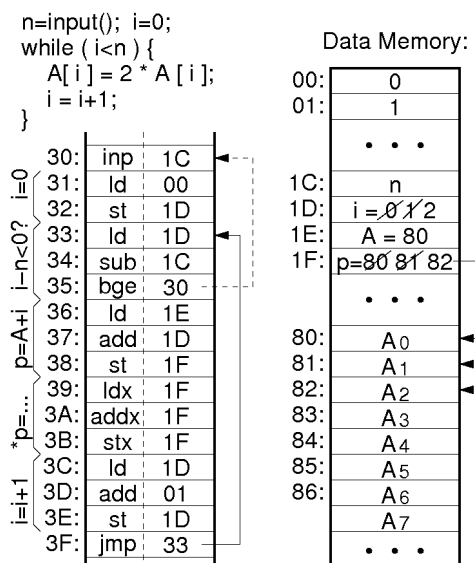 n=input(); i=0;
while ( i<n ) {
A[ i ] = 2 * A [ i ];
i = i+1;
}
30: inp 1C
31: ld 00
32: st 1D
33: ld 1D
34: sub 1C
35: bge 30
36: ld 1E
37: add 1D
38: st 1F
39: ldx 1F
3A: addx 1F
3B: stx 1F
3C: ld 1D
3D: add 01
3E: st 1D
3F: jmp 33
i=0
i-n<0?
p=A+i
*p=...
i=i+1
Data Memory:
00: 0
01: 1
• • •
1C: n
1D: i = 0 1 2
1E: A = 80
1F: p=80 81 82
• • •
80: A0
81: A1
82: A2
83: A3
84: A4
85: A5
86: A6
A7
• • •